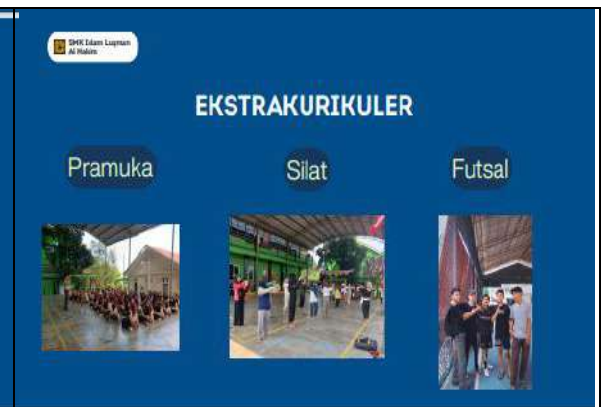 SMK Islam Luqman
Al Hakim
EKSTRAKURIKULER
Pramuka
Silat
Futsal